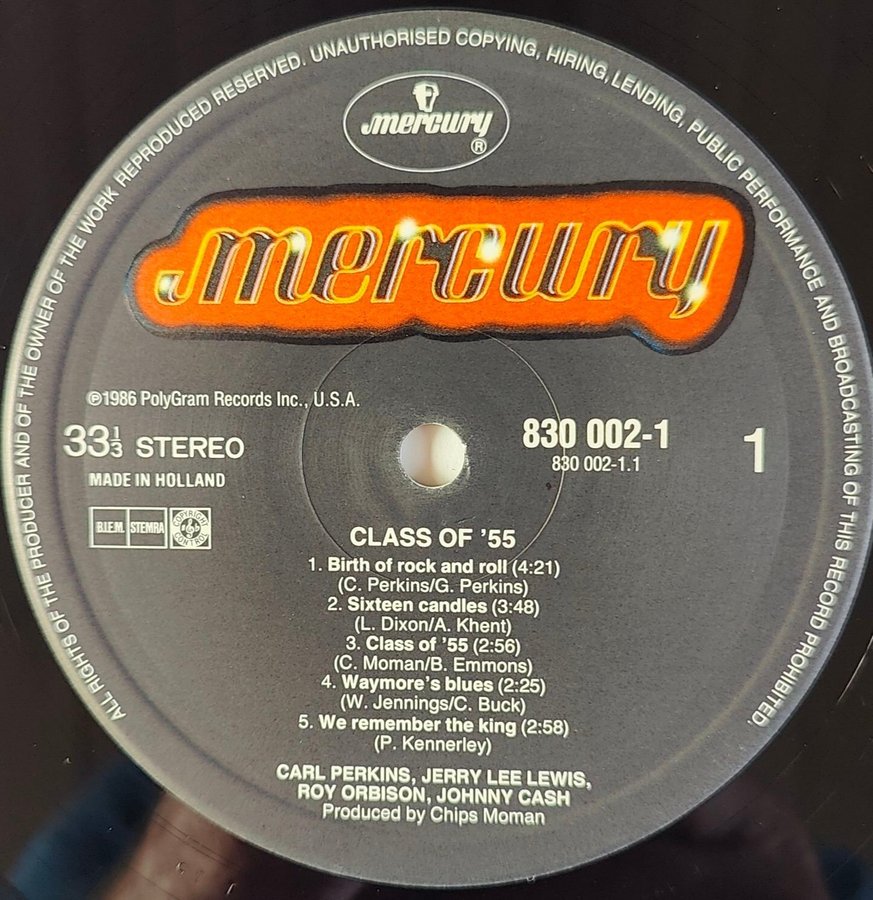 ALL RIGHTS OF THE PRODUCER AND OF THE OWNER OF THE WORK REPRODUCED RESERVED. UNAUTHORISED COPYING, HIRING, LENDING, PUBLIC PERFORMANCE AND BROADCASTING OF THIS RECORD PROHIBITED.
mercury
®
mercury
℗1986 PolyGram Records Inc., U.S.A.
33⅓ STEREO
MADE IN HOLLAND
B.I.E.M. STEMRA COPYRIGHT CONTROL
830 002-1
830 002-1.1
1
CLASS OF ’55
1. Birth of rock and roll (4:21)
(C. Perkins/G. Perkins)
2. Sixteen candles (3:48)
(L. Dixon/A. Khent)
3. Class of ’55 (2:56)
(C. Moman/B. Emmons)
4. Waymore’s blues (2:25)
(W. Jennings/C. Buck)
5. We remember the king (2:58)
(P. Kennerley)
CARL PERKINS, JERRY LEE LEWIS,
ROY ORBISON, JOHNNY CASH
Produced by Chips Moman